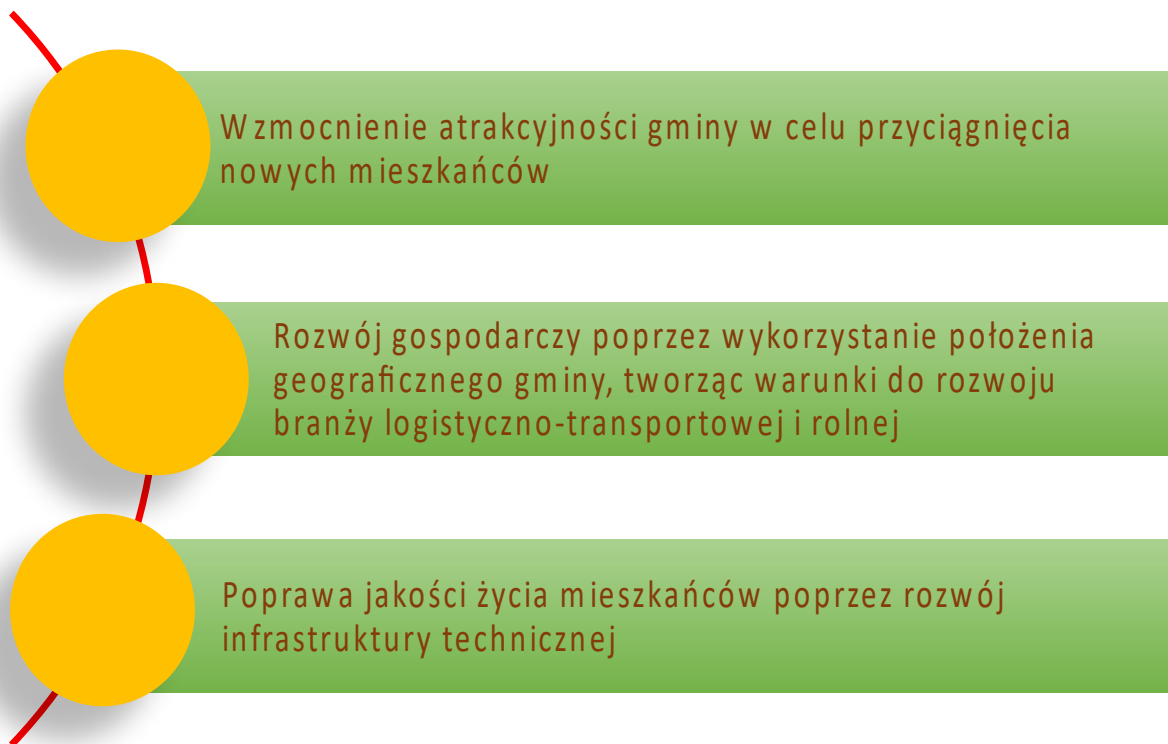 Wzmocnienie atrakcyjności gminy w celu przyciągnięcia
nowych mieszkańców
Rozwój gospodarczy poprzez wykorzystanie położenia
geograficznego gminy, tworząc warunki do rozwoju
branży logistyczno-transportowej i rolnej
Poprawa jakości życia mieszkańców poprzez rozwój
infrastruktury technicznej